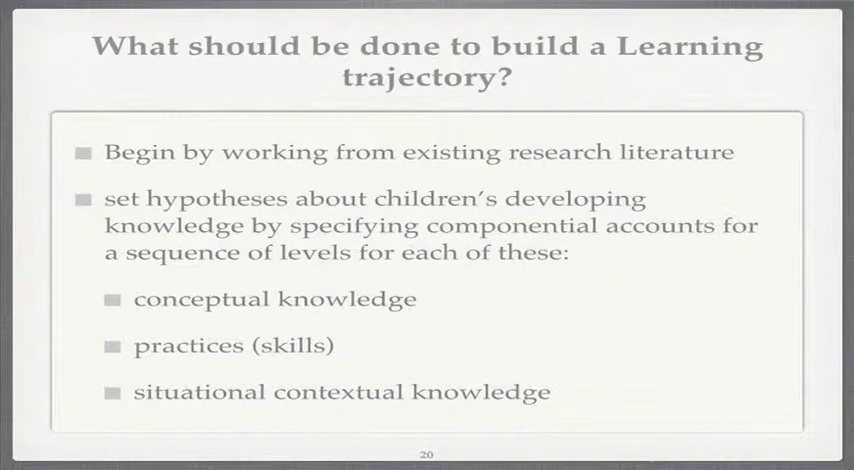 What should be done to build a Learning
trajectory?
Begin by working from existing research literature
set hypotheses about children's developing
knowledge by specifying componential accounts for
a sequence of levels for each of these:
conceptual knowledge
practices (skills)
situational contextual knowledge
20